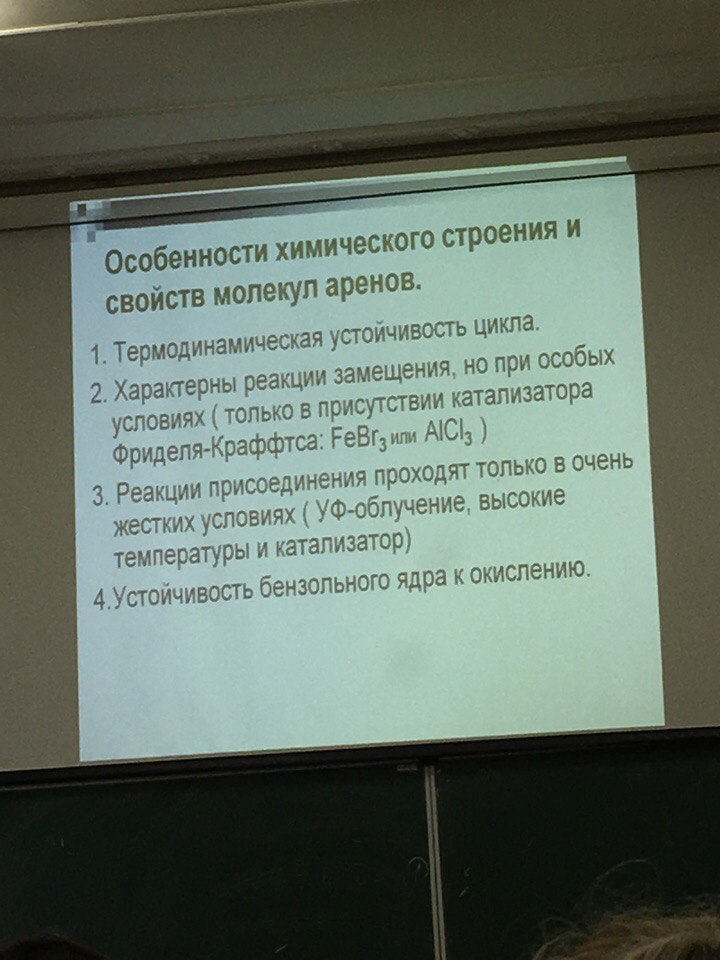 Особенности химического строения и
свойств молекул аренов.
1. Термодинамическая устойчивость цикла.
2. Характерны реакции замещения, но при особых
условиях ( только в присутствии катализатора
Фриделя-Краффтса: FeBr₃ или AlCl₃ )
3. Реакции присоединения проходят только в очень
жестких условиях ( УФ-облучение, высокие
температуры и катализатор)
4.Устойчивость бензольного ядра к окислению.